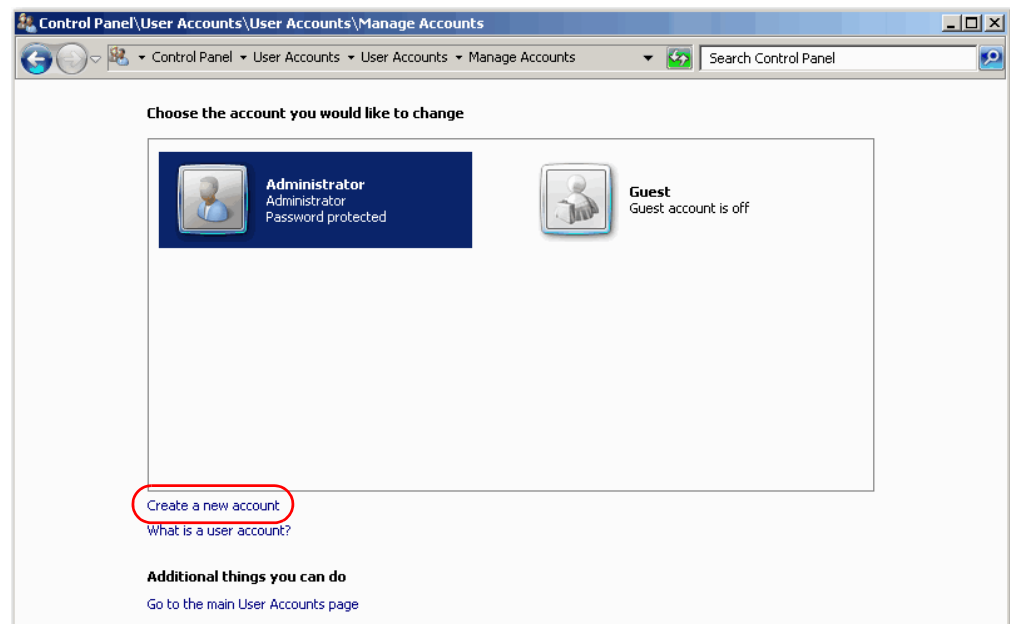 Control Panel\User Accounts\User Accounts\Manage Accounts
Control Panel User Accounts User Accounts Manage Accounts
Search Control Panel
Choose the account you would like to change
Administrator
Administrator
Password protected
Guest
Guest account is off
Create a new account
What is a user account?
Additional things you can do
Go to the main User Accounts page